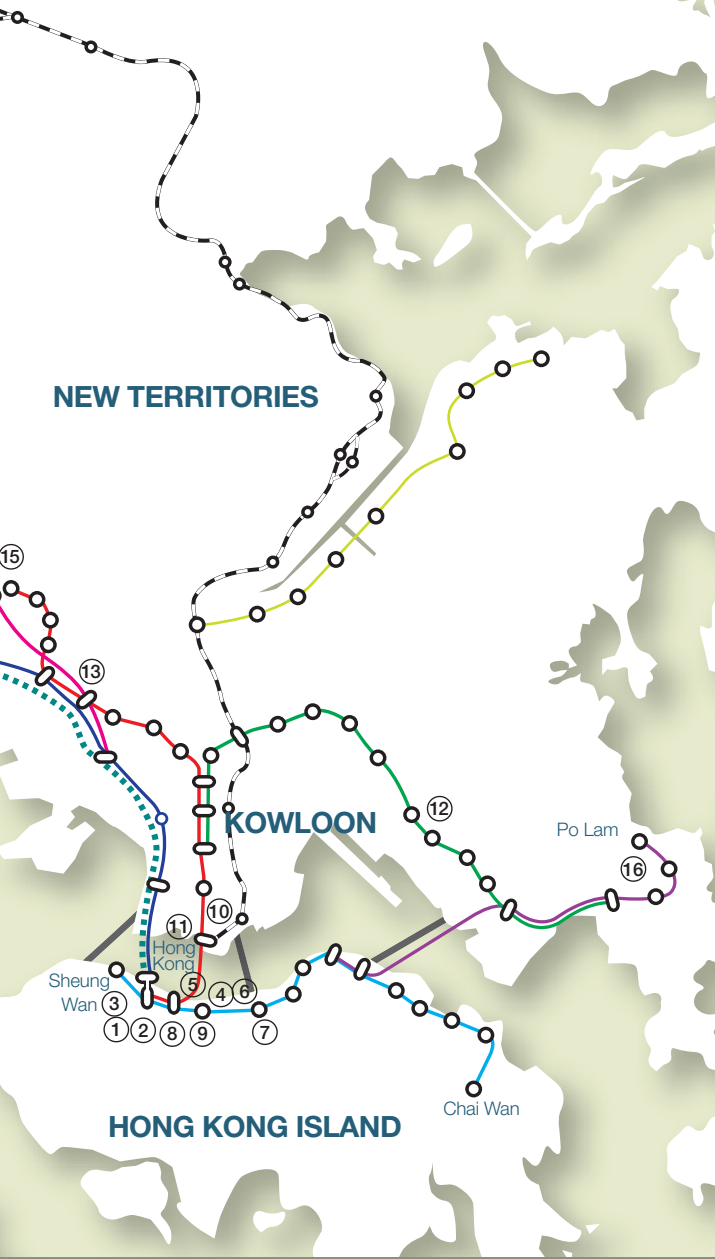 NEW TERRITORIES
15
13
KOWLOON
12
Po Lam
16
10
11
Hong
Kong
Sheung
Wan
5
4
6
3
1
2
8
9
7
Chai Wan
HONG KONG ISLAND